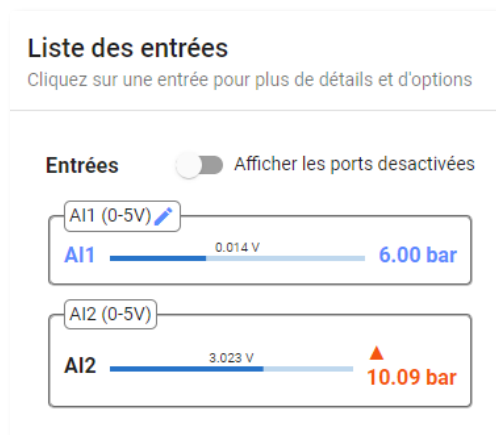 Liste des entrées
Cliquez sur une entrée pour plus de détails et d'options
Entrées
Afficher les ports desactivées
AI1 (0-5V)
AI1
0.014 V
6.00 bar
AI2 (0-5V)
AI2
3.023 V
▲
10.09 bar